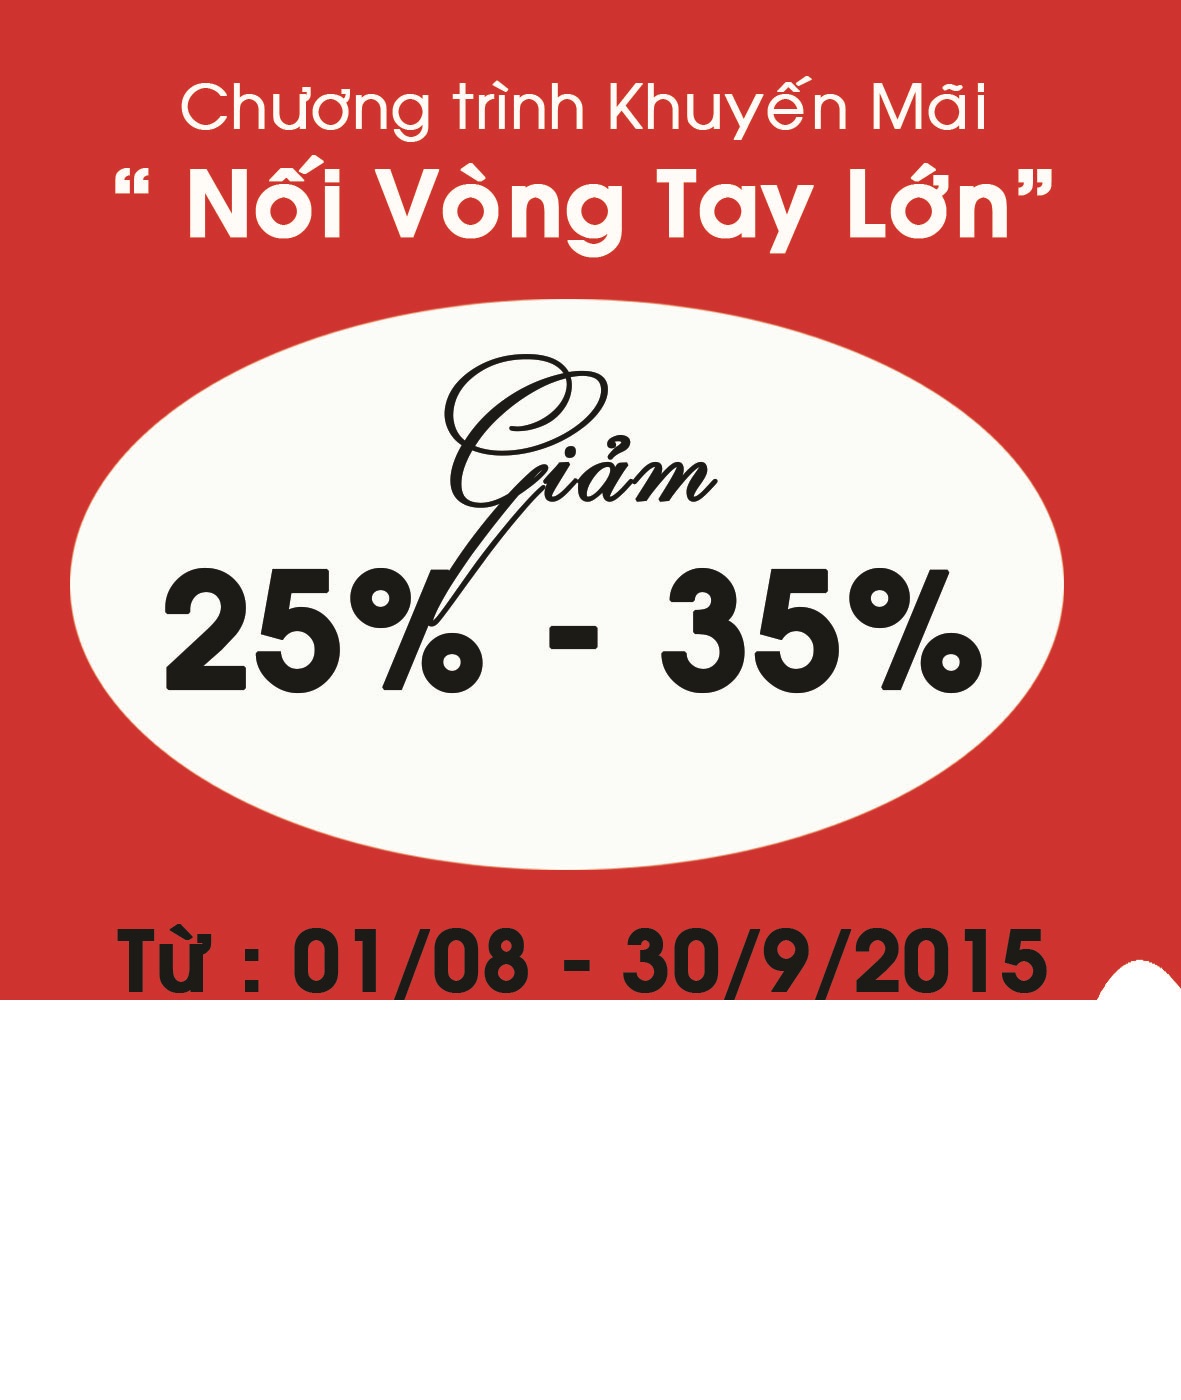 Chương trình Khuyến Mãi
“ Nối Vòng Tay Lớn”
Giảm
25% - 35%
Từ : 01/08 - 30/9/2015